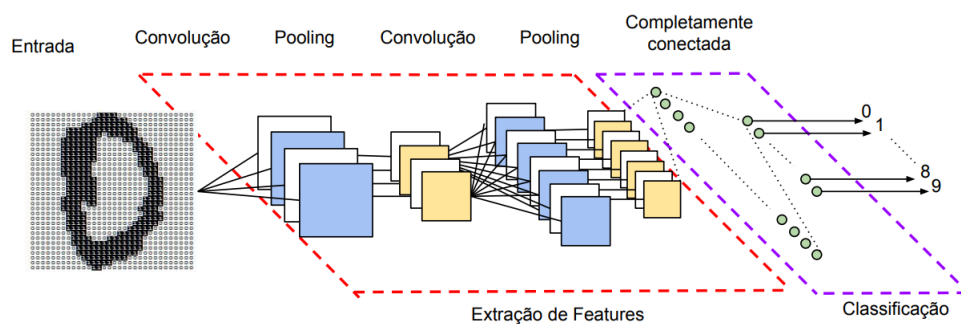 Entrada
Convolução
Pooling
Convolução
Pooling
Completamente
conectada
0
1
8
9
Extração de Features
Classificação